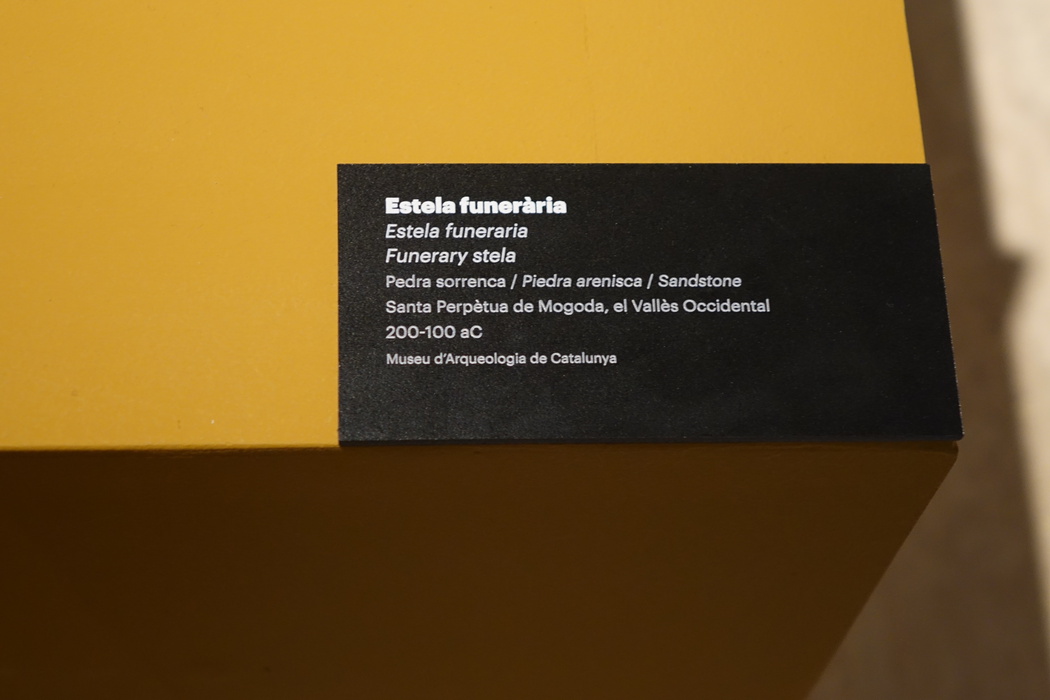 Estela funerària
Estela funeraria
Funerary stela
Pedra sorrenca / Piedra arenisca / Sandstone
Santa Perpètua de Mogoda, el Vallès Occidental
200-100 aC
Museu d’Arqueologia de Catalunya